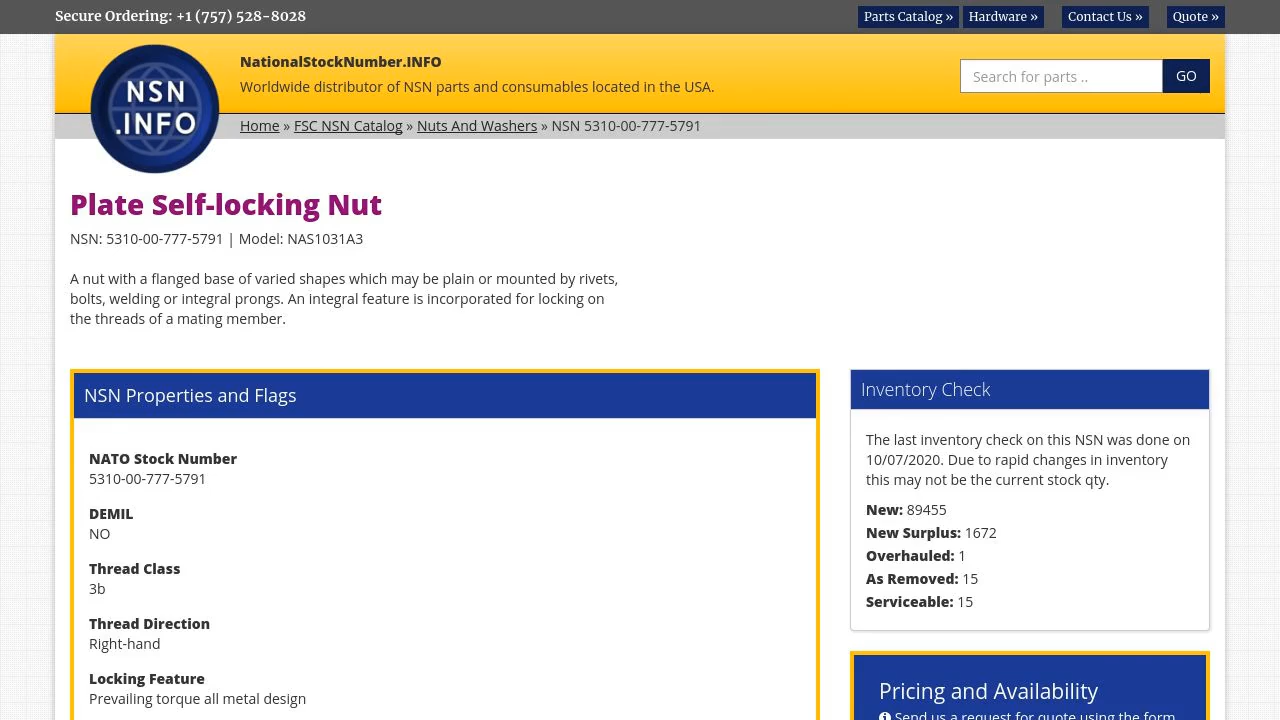 Secure Ordering: +1 (757) 528-8028
Parts Catalog » Hardware » Contact Us » Quote »
NSN
.INFO
NationalStockNumber.INFO
Worldwide distributor of NSN parts and consumables located in the USA.
Search for parts ..
GO
Home » FSC NSN Catalog » Nuts And Washers » NSN 5310-00-777-5791
Plate Self-locking Nut
NSN: 5310-00-777-5791 | Model: NAS1031A3
A nut with a flanged base of varied shapes which may be plain or mounted by rivets,
bolts, welding or integral prongs. An integral feature is incorporated for locking on
the threads of a mating member.
NSN Properties and Flags
NATO Stock Number
5310-00-777-5791
DEMIL
NO
Thread Class
3b
Thread Direction
Right-hand
Locking Feature
Prevailing torque all metal design
Inventory Check
The last inventory check on this NSN was done on
10/07/2020. Due to rapid changes in inventory
this may not be the current stock qty.
New: 89455
New Surplus: 1672
Overhauled: 1
As Removed: 15
Serviceable: 15
Pricing and Availability
Send us a request for quote using the form